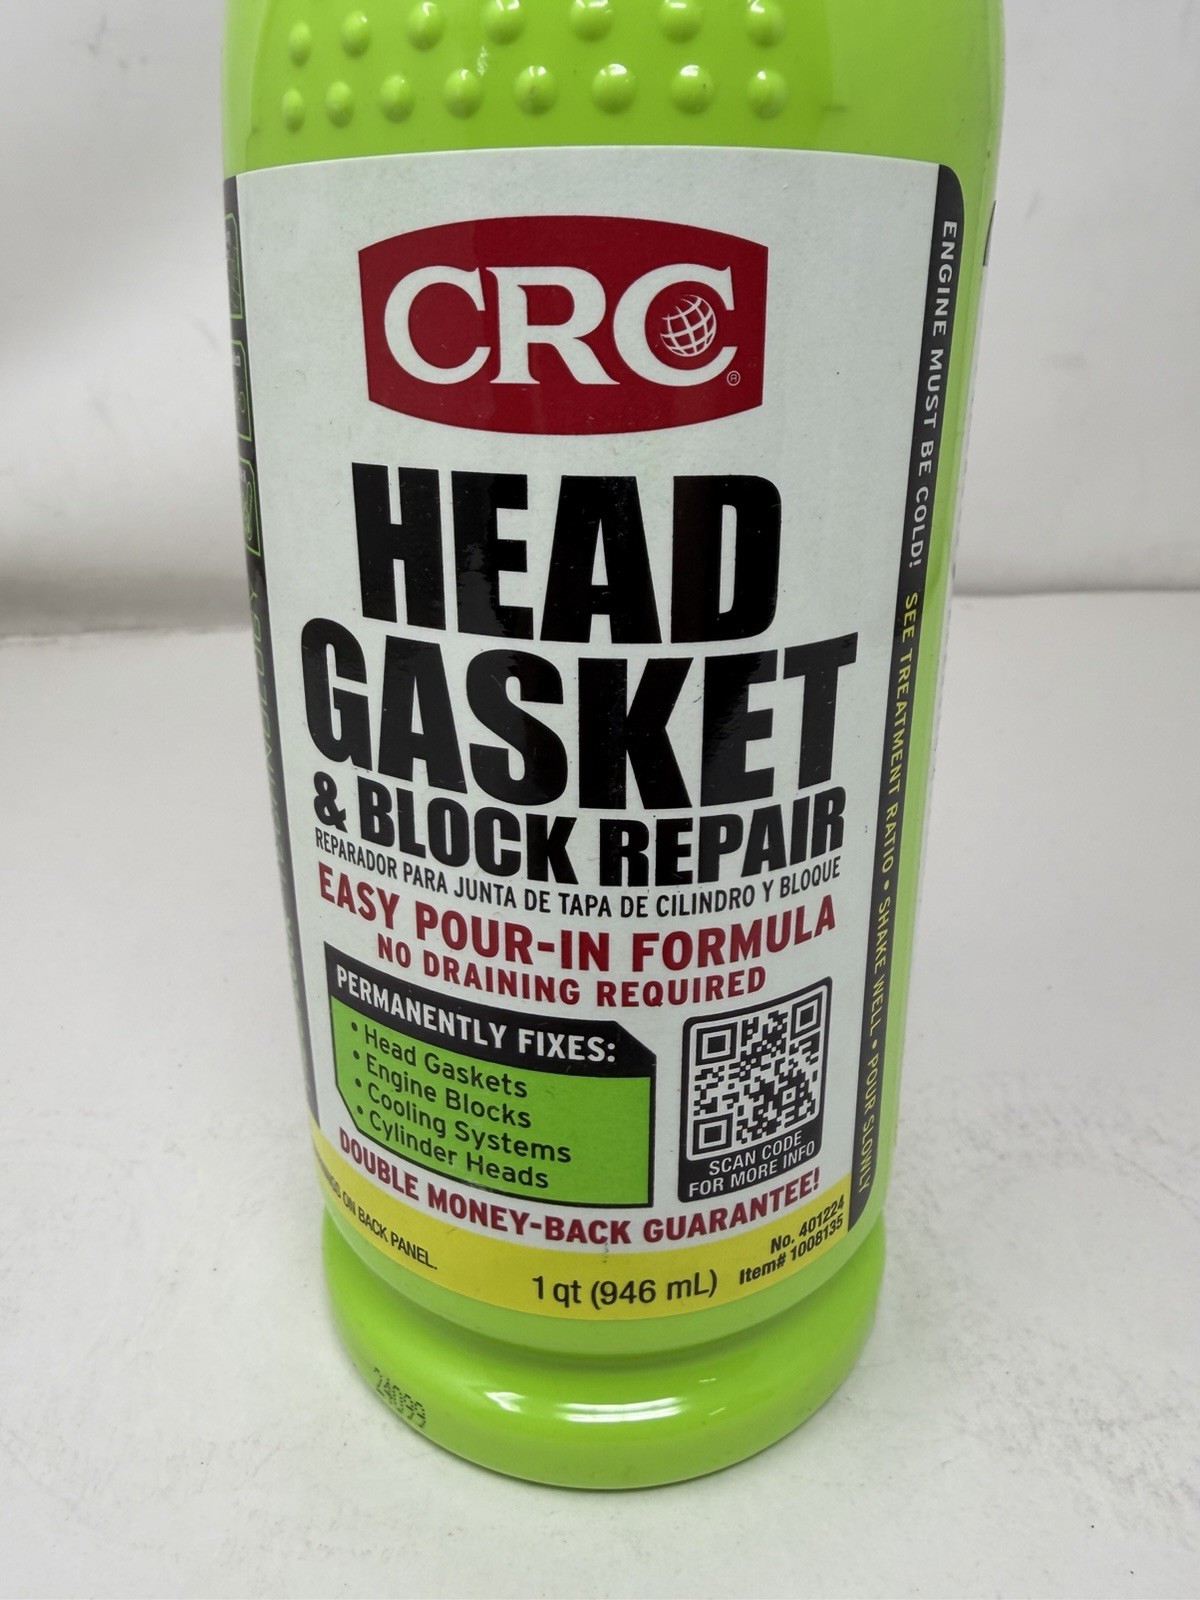 CRC®
HEAD
GASKET
& BLOCK REPAIR
REPARADOR PARA JUNTA DE TAPA DE CILINDRO Y BLOQUE
EASY POUR-IN FORMULA
NO DRAINING REQUIRED
PERMANENTLY FIXES:
• Head Gaskets
• Engine Blocks
• Cooling Systems
• Cylinder Heads
SCAN CODE
FOR MORE INFO
DOUBLE MONEY-BACK GUARANTEE!
ON BACK PANEL.
1 qt (946 mL)
No. 401224
Item# 1008135
ENGINE MUST BE COLD! SEE TREATMENT RATIO • SHAKE WELL • POUR SLOWLY
24099